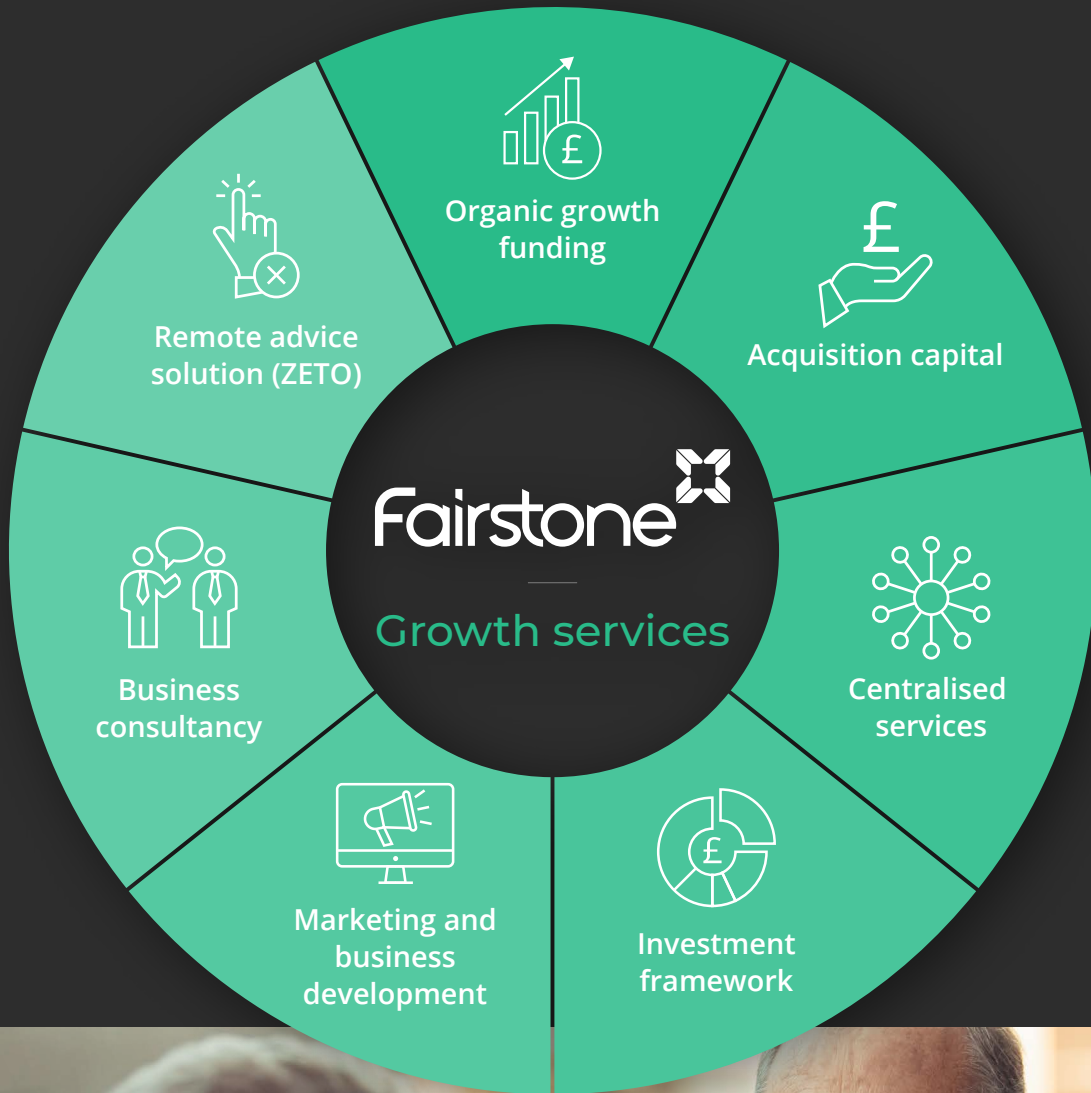 £
Organic growth
funding
£
Acquisition capital
Centralised
services
£
Investment
framework
Marketing and
business
development
Business
consultancy
Remote advice
solution (ZETO)
Fairstone
Growth services